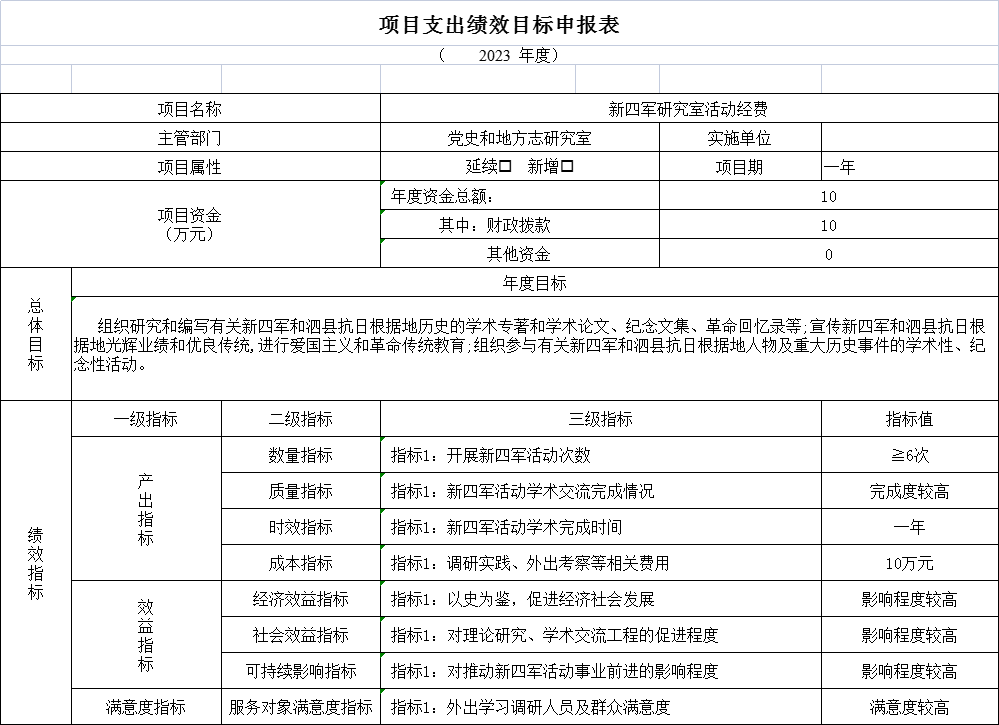 项目支出绩效目标申报表
（ 2023 年度）
项目名称 新四军研究室活动经费
主管部门 党史和地方志研究室 实施单位
项目属性 延续☐ 新增☐ 项目期 一年
项目资金
（万元）
年度资金总额： 10
其中：财政拨款 10
其他资金 0
总体目标
年度目标
组织研究和编写有关新四军和泗县抗日根据地历史的学术专著和学术论文、纪念文集、革命回忆录等;宣传新四军和泗县抗日根
据地光辉业绩和优良传统,进行爱国主义和革命传统教育;组织参与有关新四军和泗县抗日根据地人物及重大历史事件的学术性、纪
念性活动。
绩效指标
一级指标 二级指标 三级指标 指标值
产出指标
数量指标 指标1：开展新四军活动次数 ≧6次
质量指标 指标1：新四军活动学术交流完成情况 完成度较高
时效指标 指标1：新四军活动学术完成时间 一年
成本指标 指标1：调研实践、外出考察等相关费用 10万元
效益指标
经济效益指标 指标1：以史为鉴，促进经济社会发展 影响程度较高
社会效益指标 指标1：对理论研究、学术交流工程的促进程度 影响程度较高
可持续影响指标 指标1：对推动新四军活动事业前进的影响程度 影响程度较高
满意度指标 服务对象满意度指标 指标1：外出学习调研人员及群众满意度 满意度较高